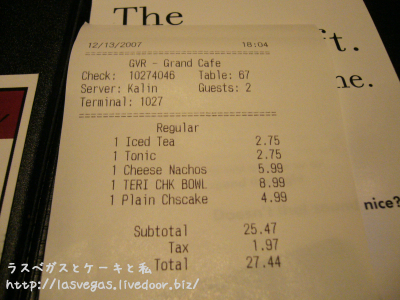 The
ft.
ne.
nice?
12/13/2007 18:04
GVR - Grand Cafe
Check: 10274046 Table: 67
Server: Kalin Guests: 2
Terminal: 1027
Regular
1 Iced Tea 2.75
1 Tonic 2.75
1 Cheese Nachos 5.99
1 TERI CHK BOWL 8.99
1 Plain Chscake 4.99
Subtotal 25.47
Tax 1.97
Total 27.44
ラスベガスとケーキと私
http://lasvegas.livedoor.biz/